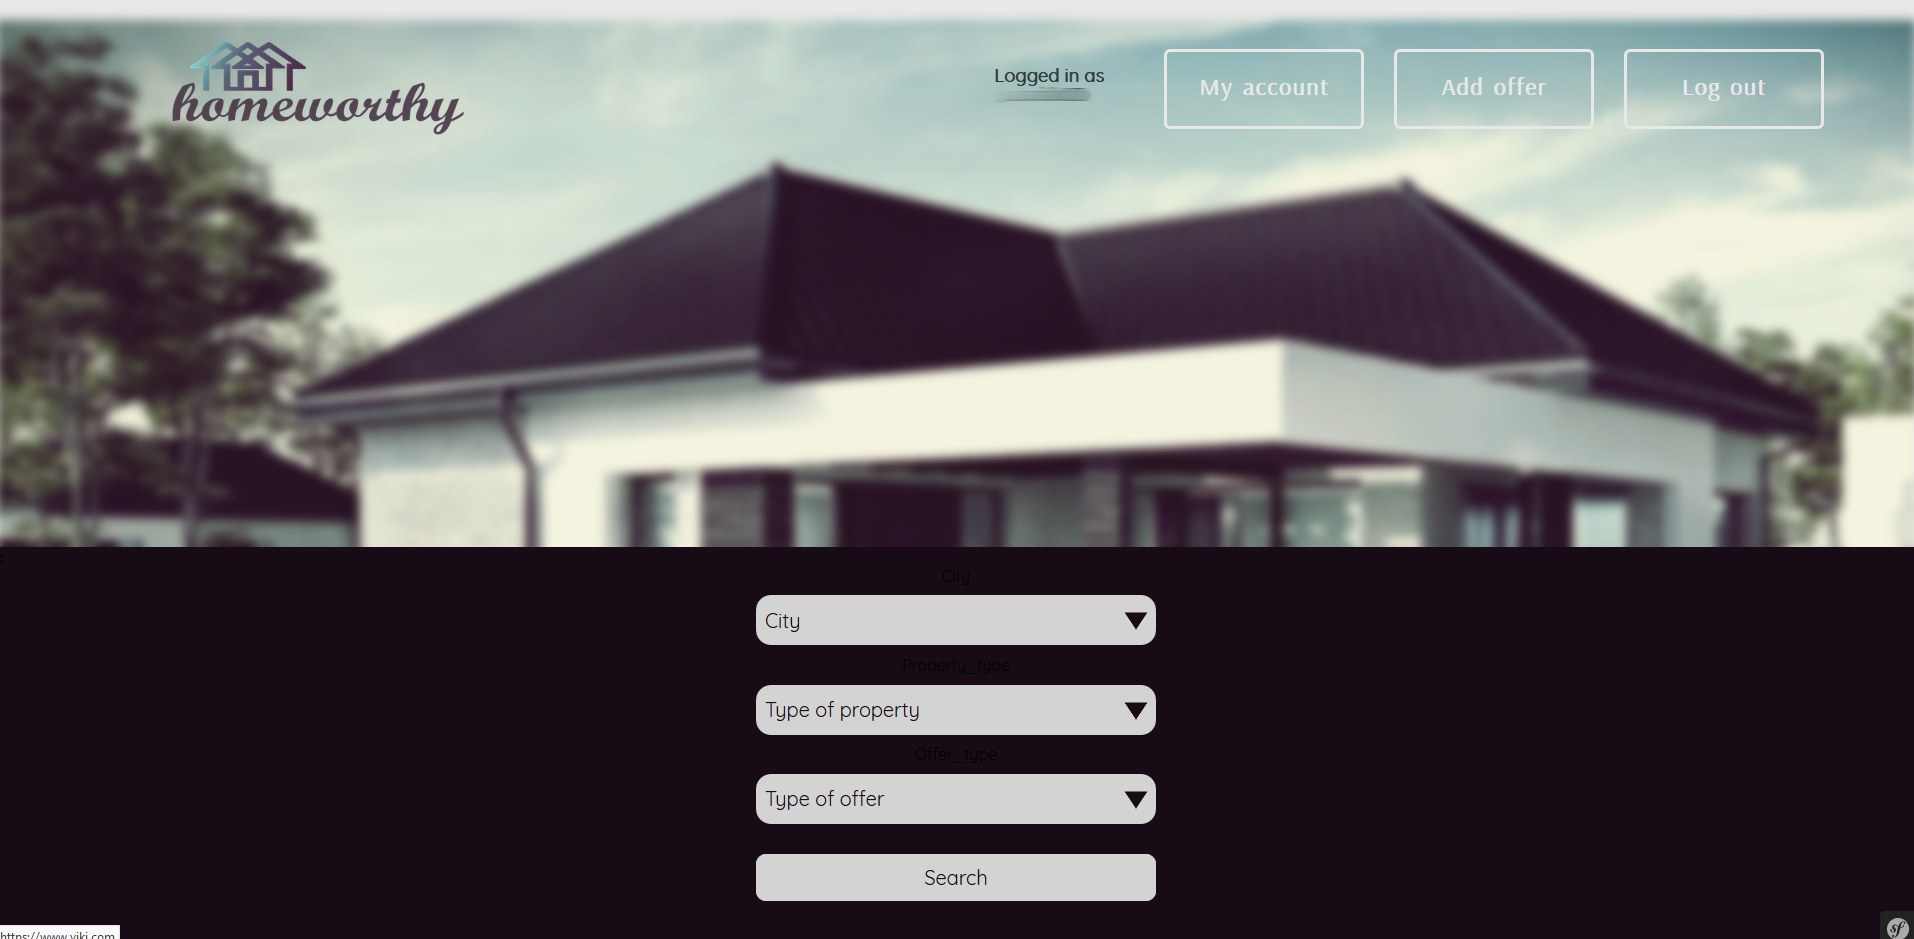 homeworthy
Logged in as
My account
Add offer
Log out
City
City
Property_type
Type of property
Offer_type
Type of offer
Search
https://www.viki.com
sf